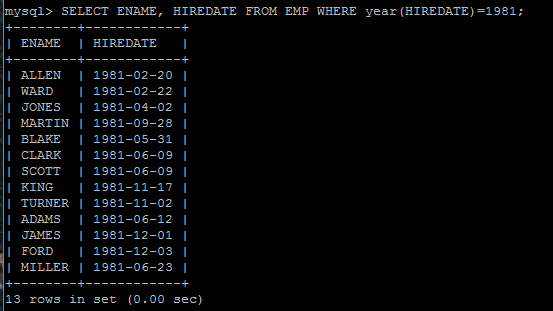 mysql> SELECT ENAME, HIREDATE FROM EMP WHERE year(HIREDATE)=1981;
+--------+------------+
| ENAME  | HIREDATE   |
+--------+------------+
| ALLEN  | 1981-02-20 |
| WARD   | 1981-02-22 |
| JONES  | 1981-04-02 |
| MARTIN | 1981-09-28 |
| BLAKE  | 1981-05-31 |
| CLARK  | 1981-06-09 |
| SCOTT  | 1981-06-09 |
| KING   | 1981-11-17 |
| TURNER | 1981-11-02 |
| ADAMS  | 1981-06-12 |
| JAMES  | 1981-12-01 |
| FORD   | 1981-12-03 |
| MILLER | 1981-06-23 |
+--------+------------+
13 rows in set (0.00 sec)